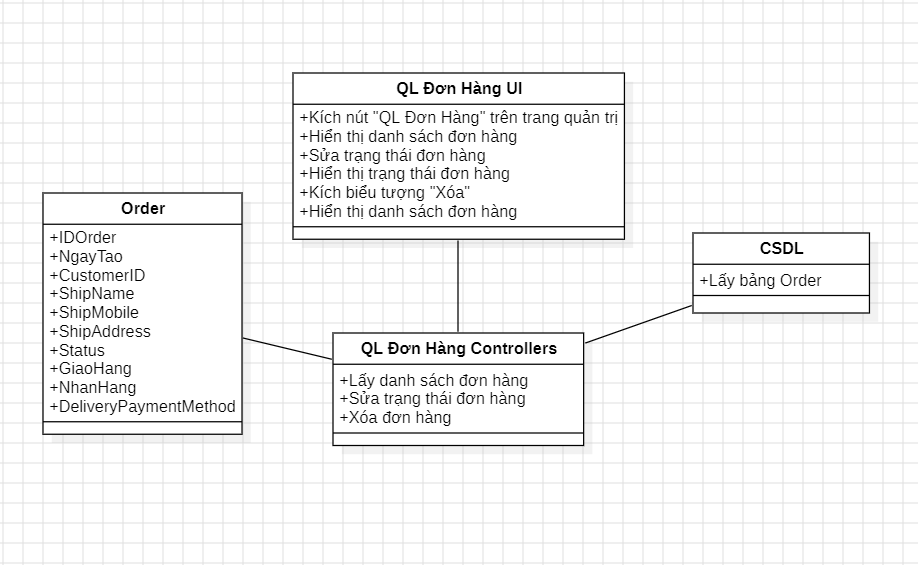 QL Đơn Hàng UI
+Kích nút "QL Đơn Hàng" trên trang quản trị
+Hiển thị danh sách đơn hàng
+Sửa trạng thái đơn hàng
+Hiển thị trạng thái đơn hàng
+Kích biểu tượng "Xóa"
+Hiển thị danh sách đơn hàng
Order
+IDOrder
+NgayTao
+CustomerID
+ShipName
+ShipMobile
+ShipAddress
+Status
+GiaoHang
+NhanHang
+DeliveryPaymentMethod
CSDL
+Lấy bảng Order
QL Đơn Hàng Controllers
+Lấy danh sách đơn hàng
+Sửa trạng thái đơn hàng
+Xóa đơn hàng